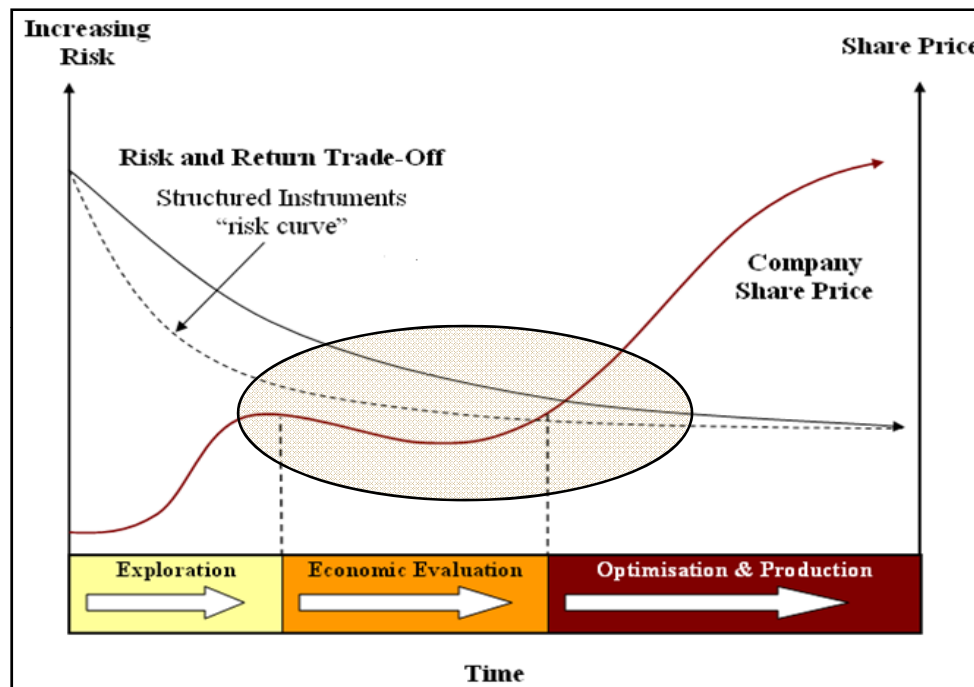 Increasing
Risk
Share Price
Risk and Return Trade-Off
Structured Instruments
“risk curve”
Company
Share Price
Exploration
Economic Evaluation
Optimisation & Production
Time